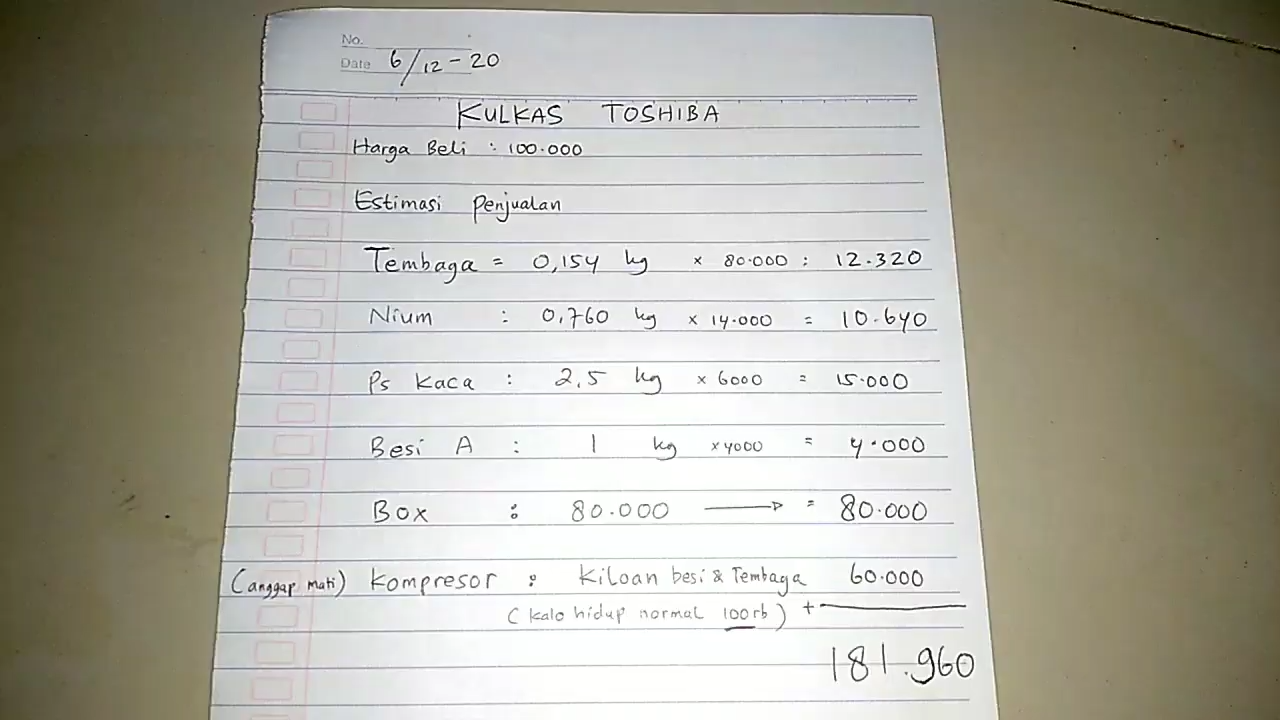 No.
Date 6/12-20
KULKAS TOSHIBA
Harga Beli : 100.000
Estimasi Penjualan
Tembaga = 0,154 kg x 80.000 : 12.320
Nium : 0,760 kg x 14.000 = 10.640
Ps Kaca : 2,5 kg x 6000 = 15.000
Besi A : 1 kg x 4000 = 4.000
Box : 80.000 → = 80.000
(anggap mati) Kompresor : Kiloan besi & Tembaga 60.000
(kalo hidup normal 100rb) +
181.960